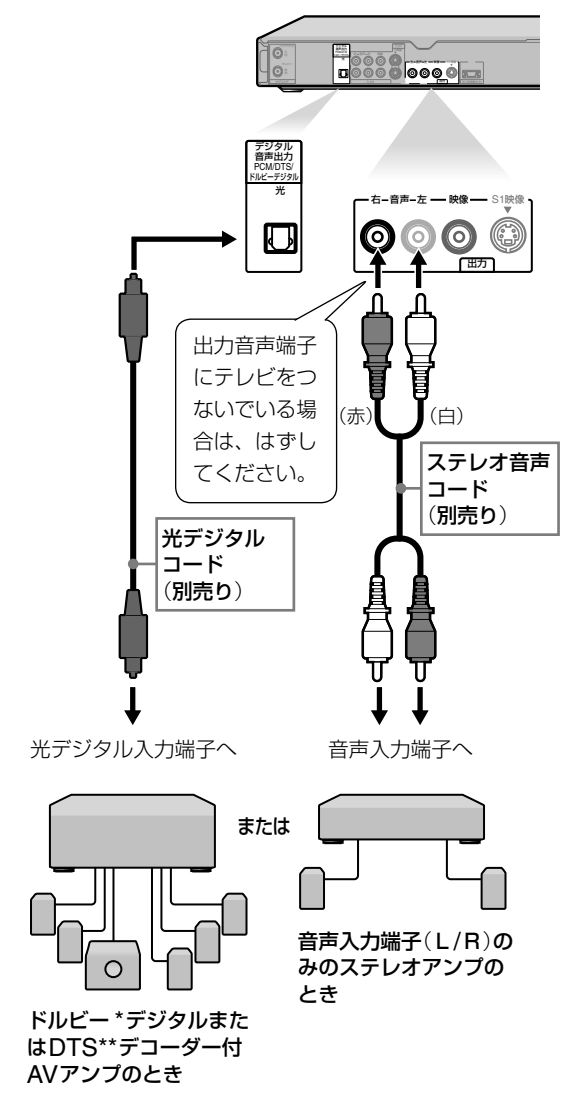 デジタル
音声出力
PCM/DTS/
ドルビーデジタル
光
右-音声-左 映像 S1映像
出力
出力音声端子
にテレビをつ
ないでいる場
合は、はずし
てください。
(赤)
(白)
ステレオ音声
コード
(別売り)
光デジタル
コード
(別売り)
光デジタル入力端子へ
音声入力端子へ
または
音声入力端子(L/R)の
みのステレオアンプの
とき
ドルビー*デジタルまた
はDTS**デコーダー付
AVアンプのとき